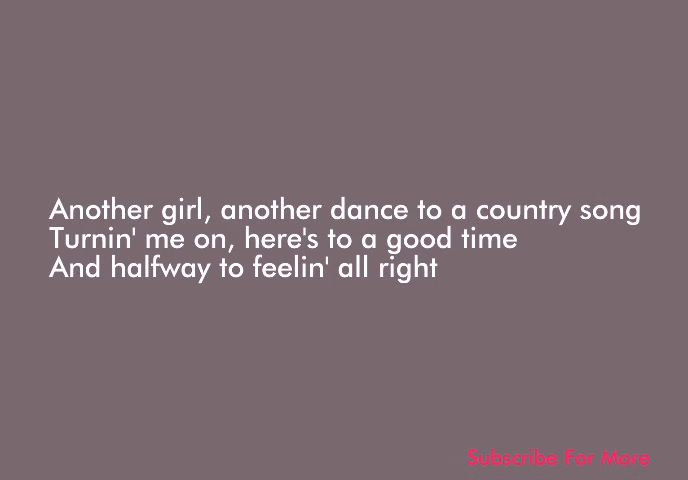 Another girl, another dance to a country song
Turnin' me on, here's to a good time
And halfway to feelin' all right
Subscribe For More